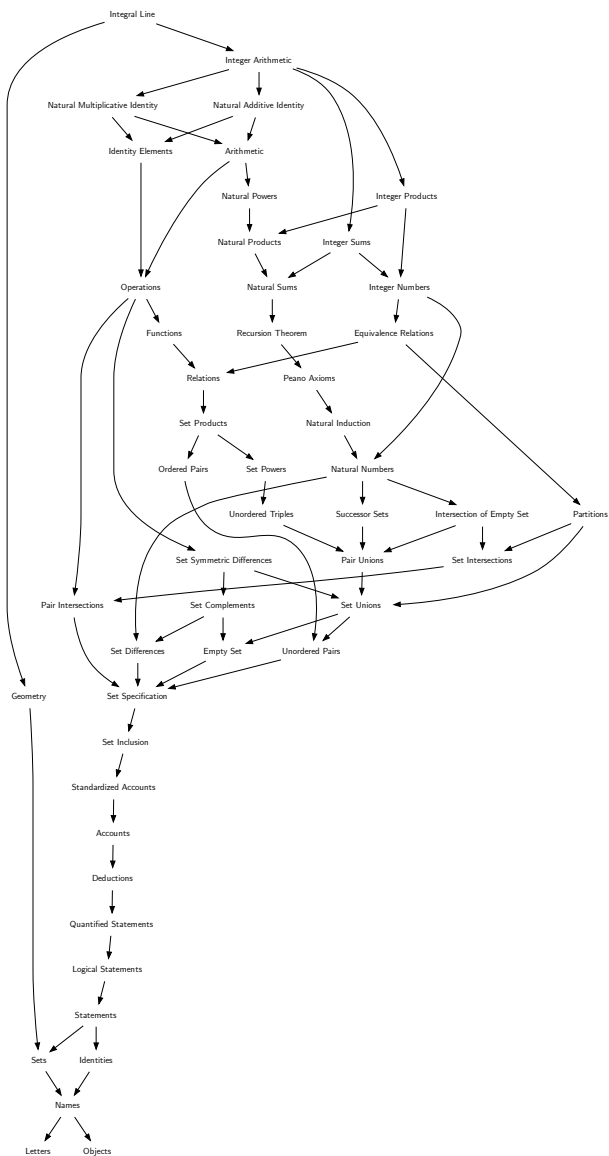 Integral Line
Integer Arithmetic
Natural Multiplicative Identity
Natural Additive Identity
Identity Elements
Arithmetic
Natural Powers
Integer Products
Natural Products
Integer Sums
Operations
Natural Sums
Integer Numbers
Functions
Recursion Theorem
Equivalence Relations
Relations
Peano Axioms
Set Products
Natural Induction
Ordered Pairs
Set Powers
Natural Numbers
Unordered Triples
Successor Sets
Intersection of Empty Set
Partitions
Set Symmetric Differences
Pair Unions
Set Intersections
Pair Intersections
Set Complements
Set Unions
Set Differences
Empty Set
Unordered Pairs
Geometry
Set Specification
Set Inclusion
Standardized Accounts
Accounts
Deductions
Quantified Statements
Logical Statements
Statements
Sets
Identities
Names
Letters
Objects